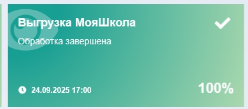 Выгрузка МояШкола
Обработка завершена
24.09.2025 17:00
100%